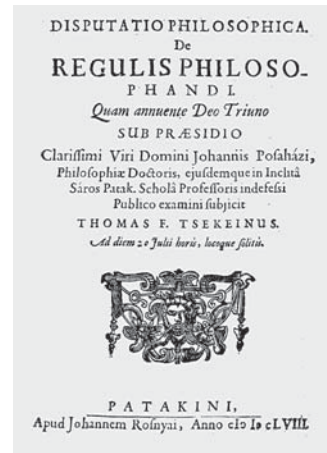 DISPUTATIO PHILOSOPHICA.
De
REGULIS PHILOSO-
PHANDI.
Quam annuente Deo Triuno
SUB PRÆSIDIO
Clariſſimi Viri Domini Johannis Poſaházi,
Philoſophiæ Doctoris, ejuſdemque in Inclitâ
Sáros Patak. Scholâ Profeſſoris indefeſſi
Publico examini ſubjicit
THOMAS F. TSEKEINUS.
Ad diem 20 Julii horis, locoque ſolitis.
PATAKINI,
Apud Johannem Roſnyai, Anno cIↄ Iↄ cLVIII.